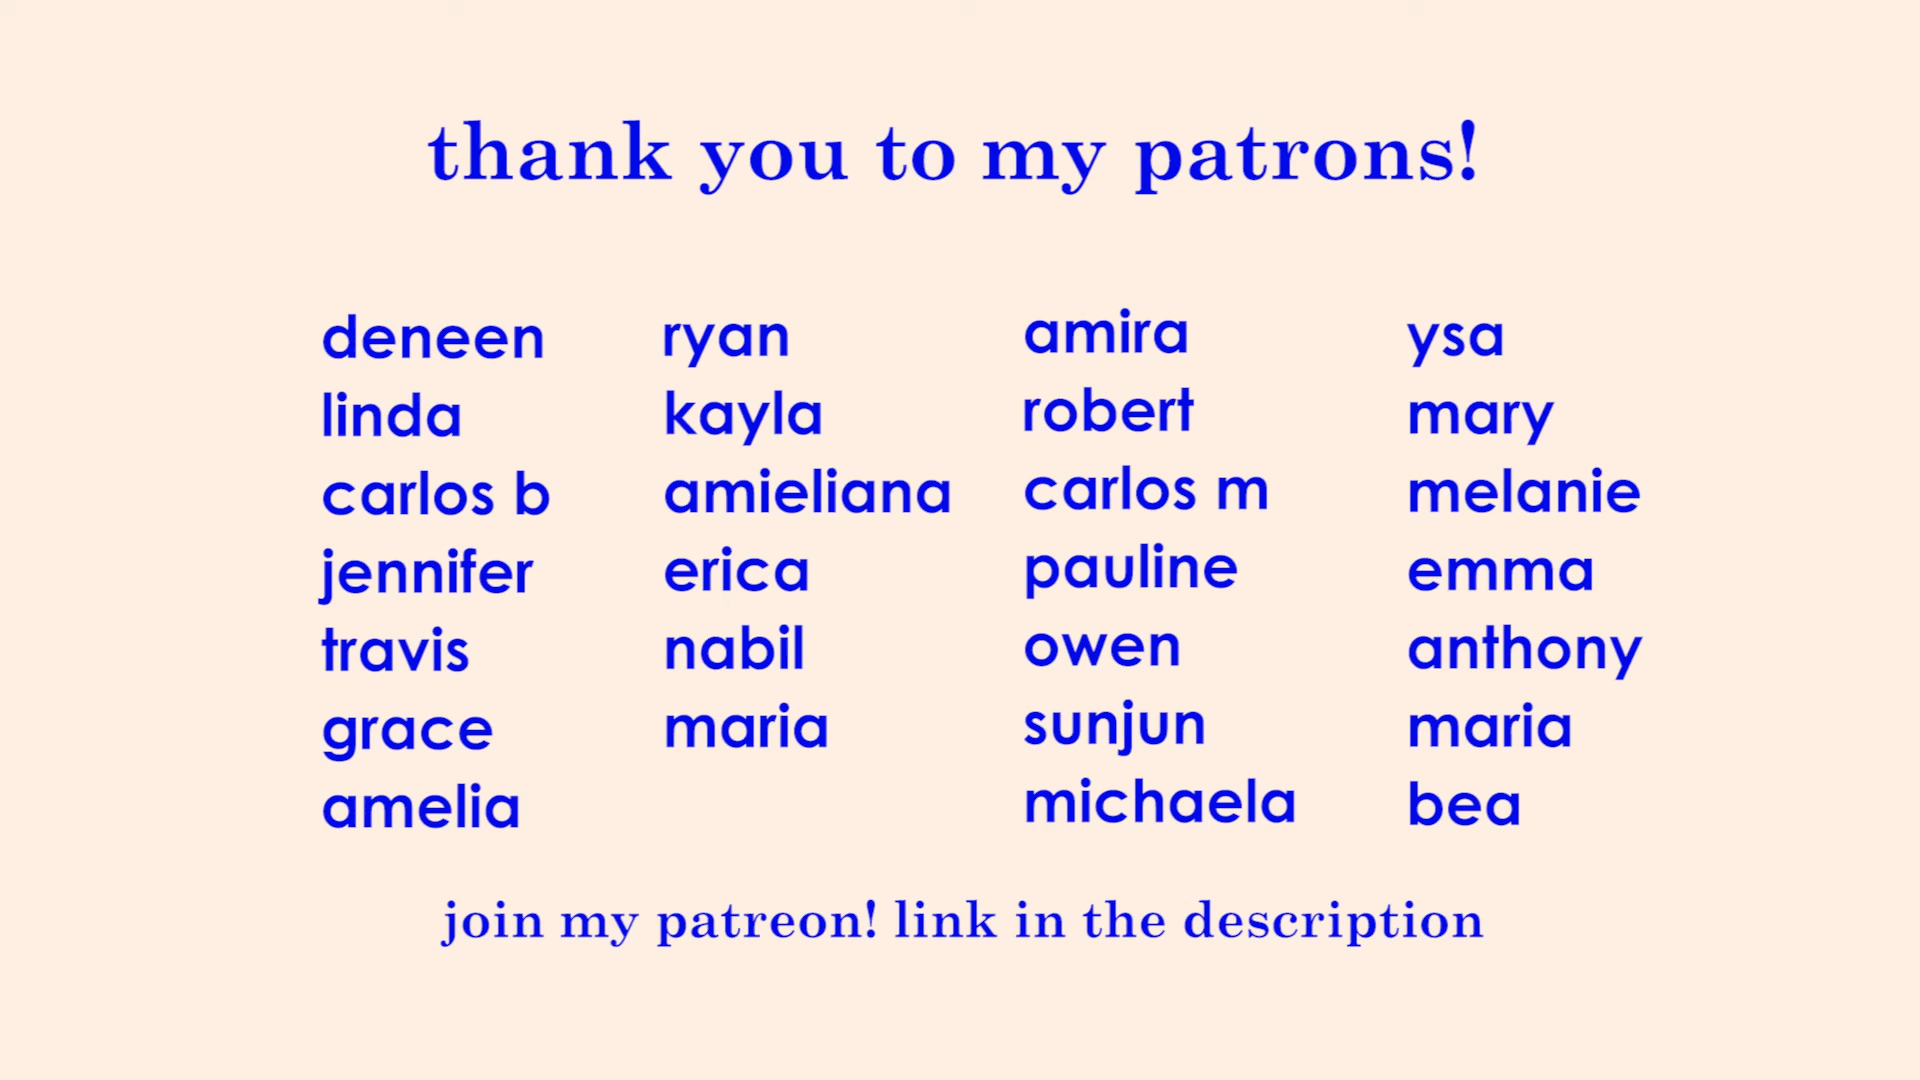 thank you to my patrons!
deneen
linda
carlos b
jennifer
travis
grace
amelia
ryan
kayla
amieliana
erica
nabil
maria
amira
robert
carlos m
pauline
owen
sunjun
michaela
ysa
mary
melanie
emma
anthony
maria
bea
join my patreon! link in the description